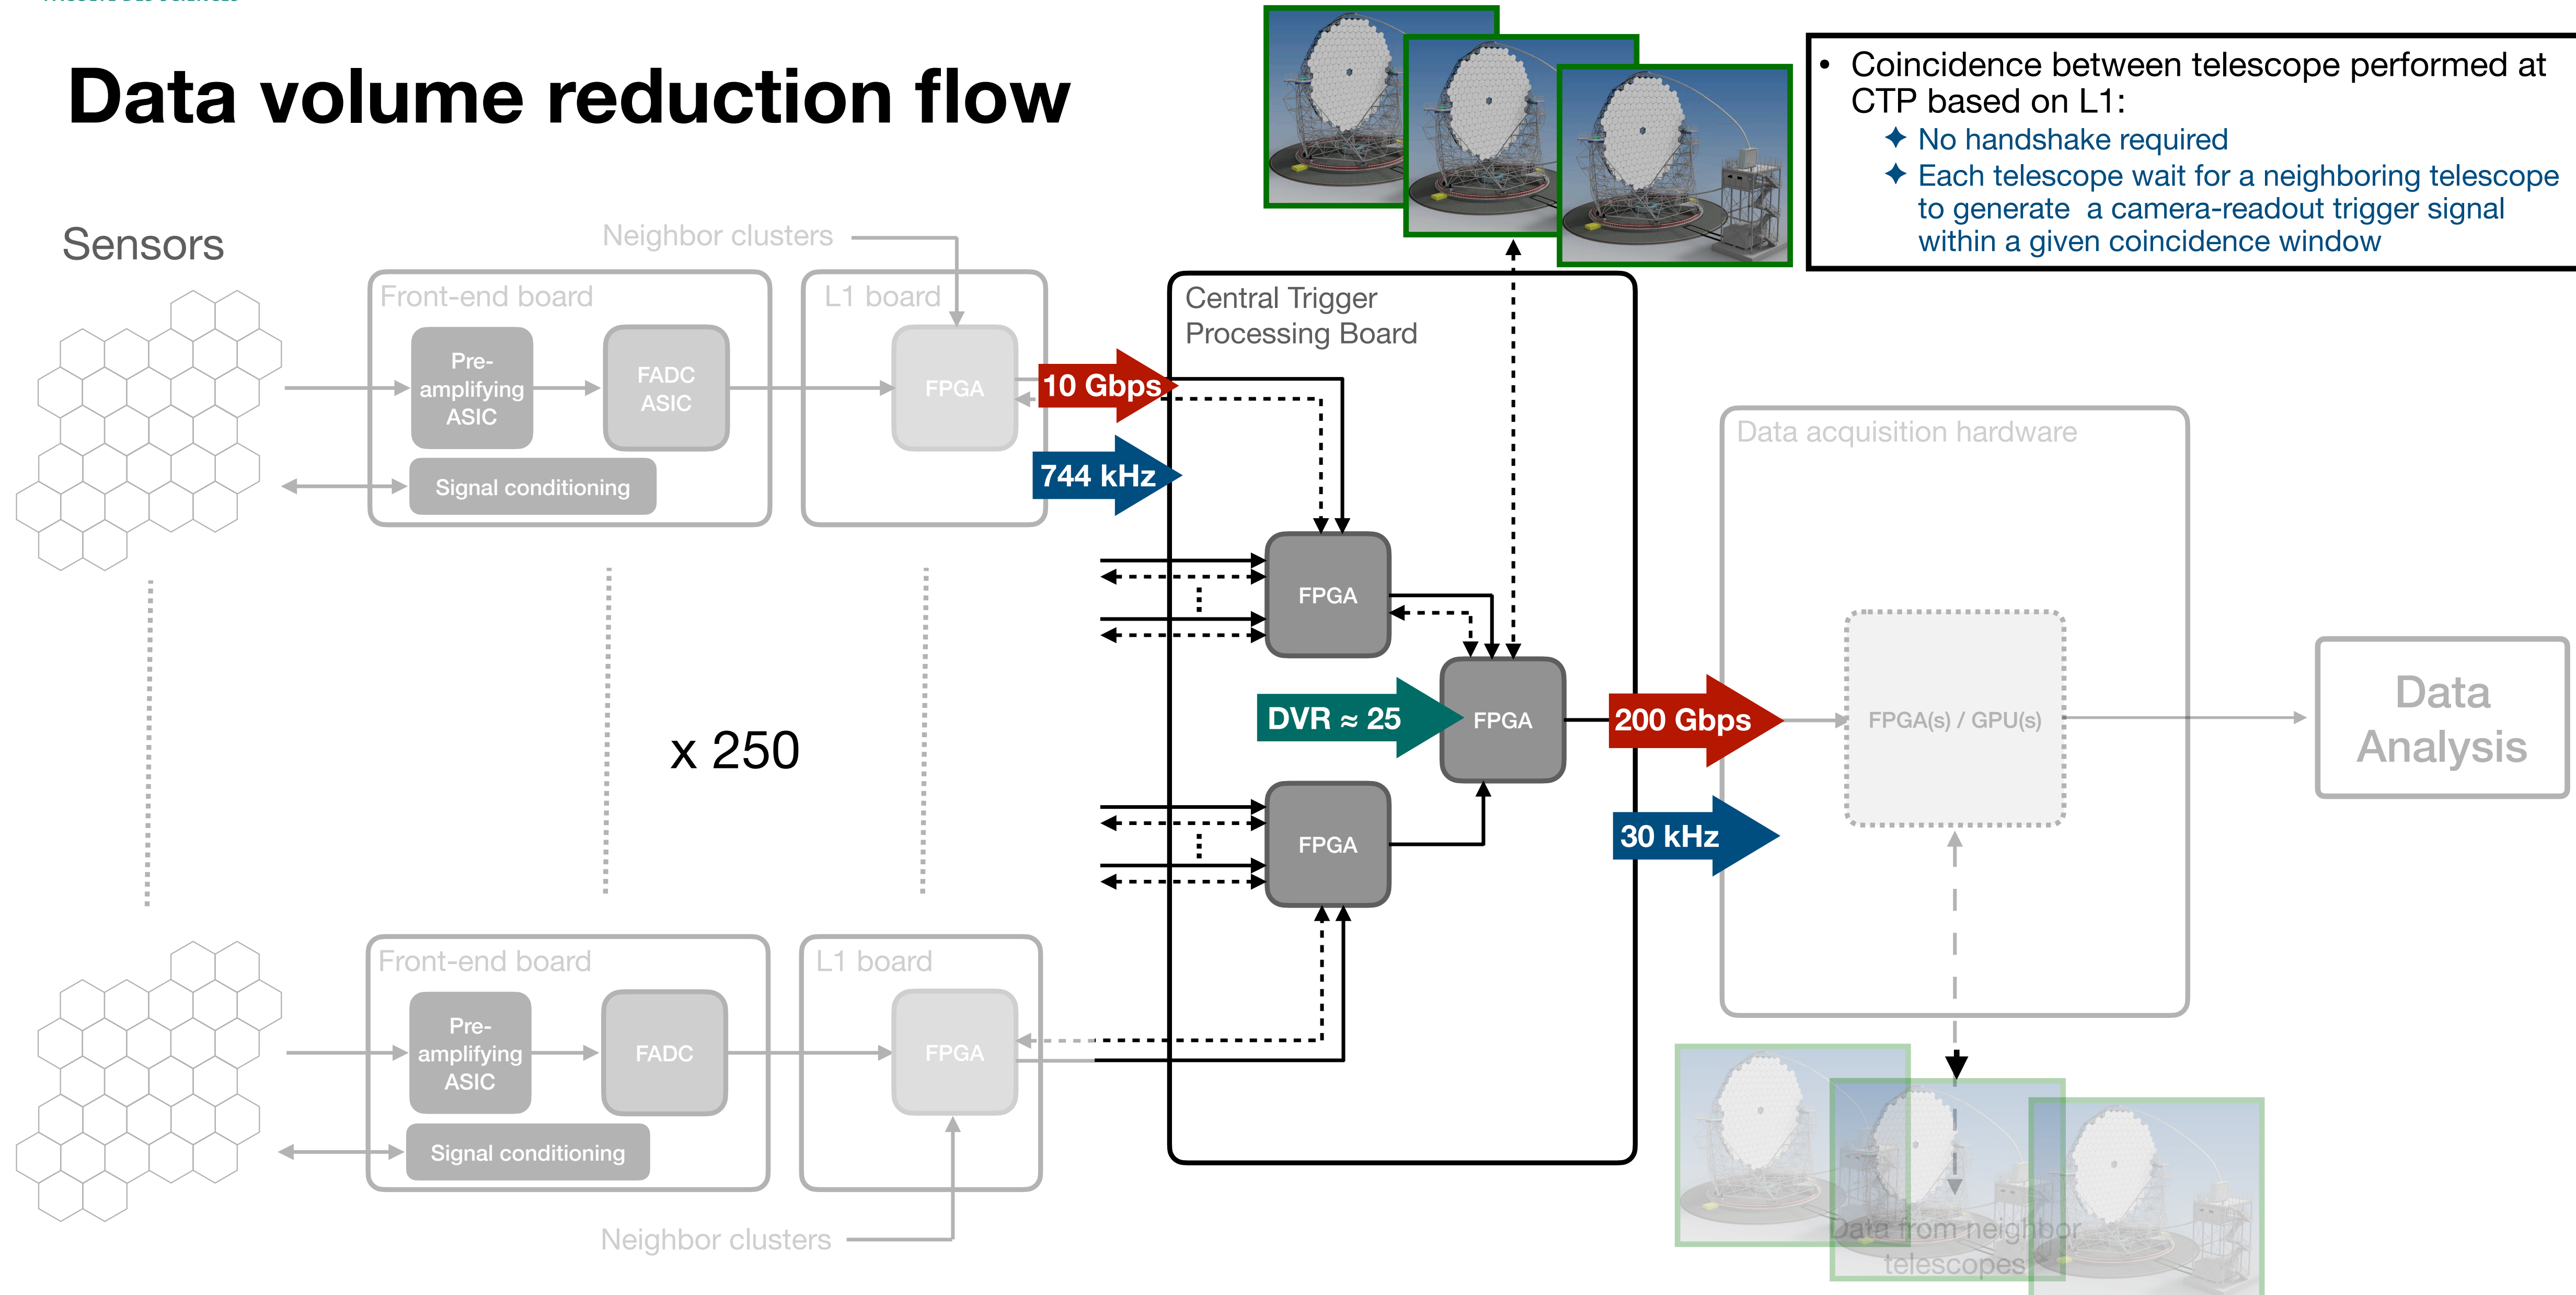 Data volume reduction flow
• Coincidence between telescope performed at
CTP based on L1:
✦ No handshake required
✦ Each telescope wait for a neighboring telescope
to generate a camera-readout trigger signal
within a given coincidence window
Sensors
Neighbor clusters
Front-end board
L1 board
Central Trigger
Processing Board
Pre-
amplifying
ASIC
FADC
ASIC
FPGA
10 Gbps
Signal conditioning
744 kHz
Data acquisition hardware
FPGA
x 250
DVR ≈ 25
FPGA
200 Gbps
FPGA(s) / GPU(s)
Data
Analysis
30 kHz
FPGA
Front-end board
L1 board
Pre-
amplifying
ASIC
FADC
FPGA
Signal conditioning
Neighbor clusters
Data from neighbor
telescopes